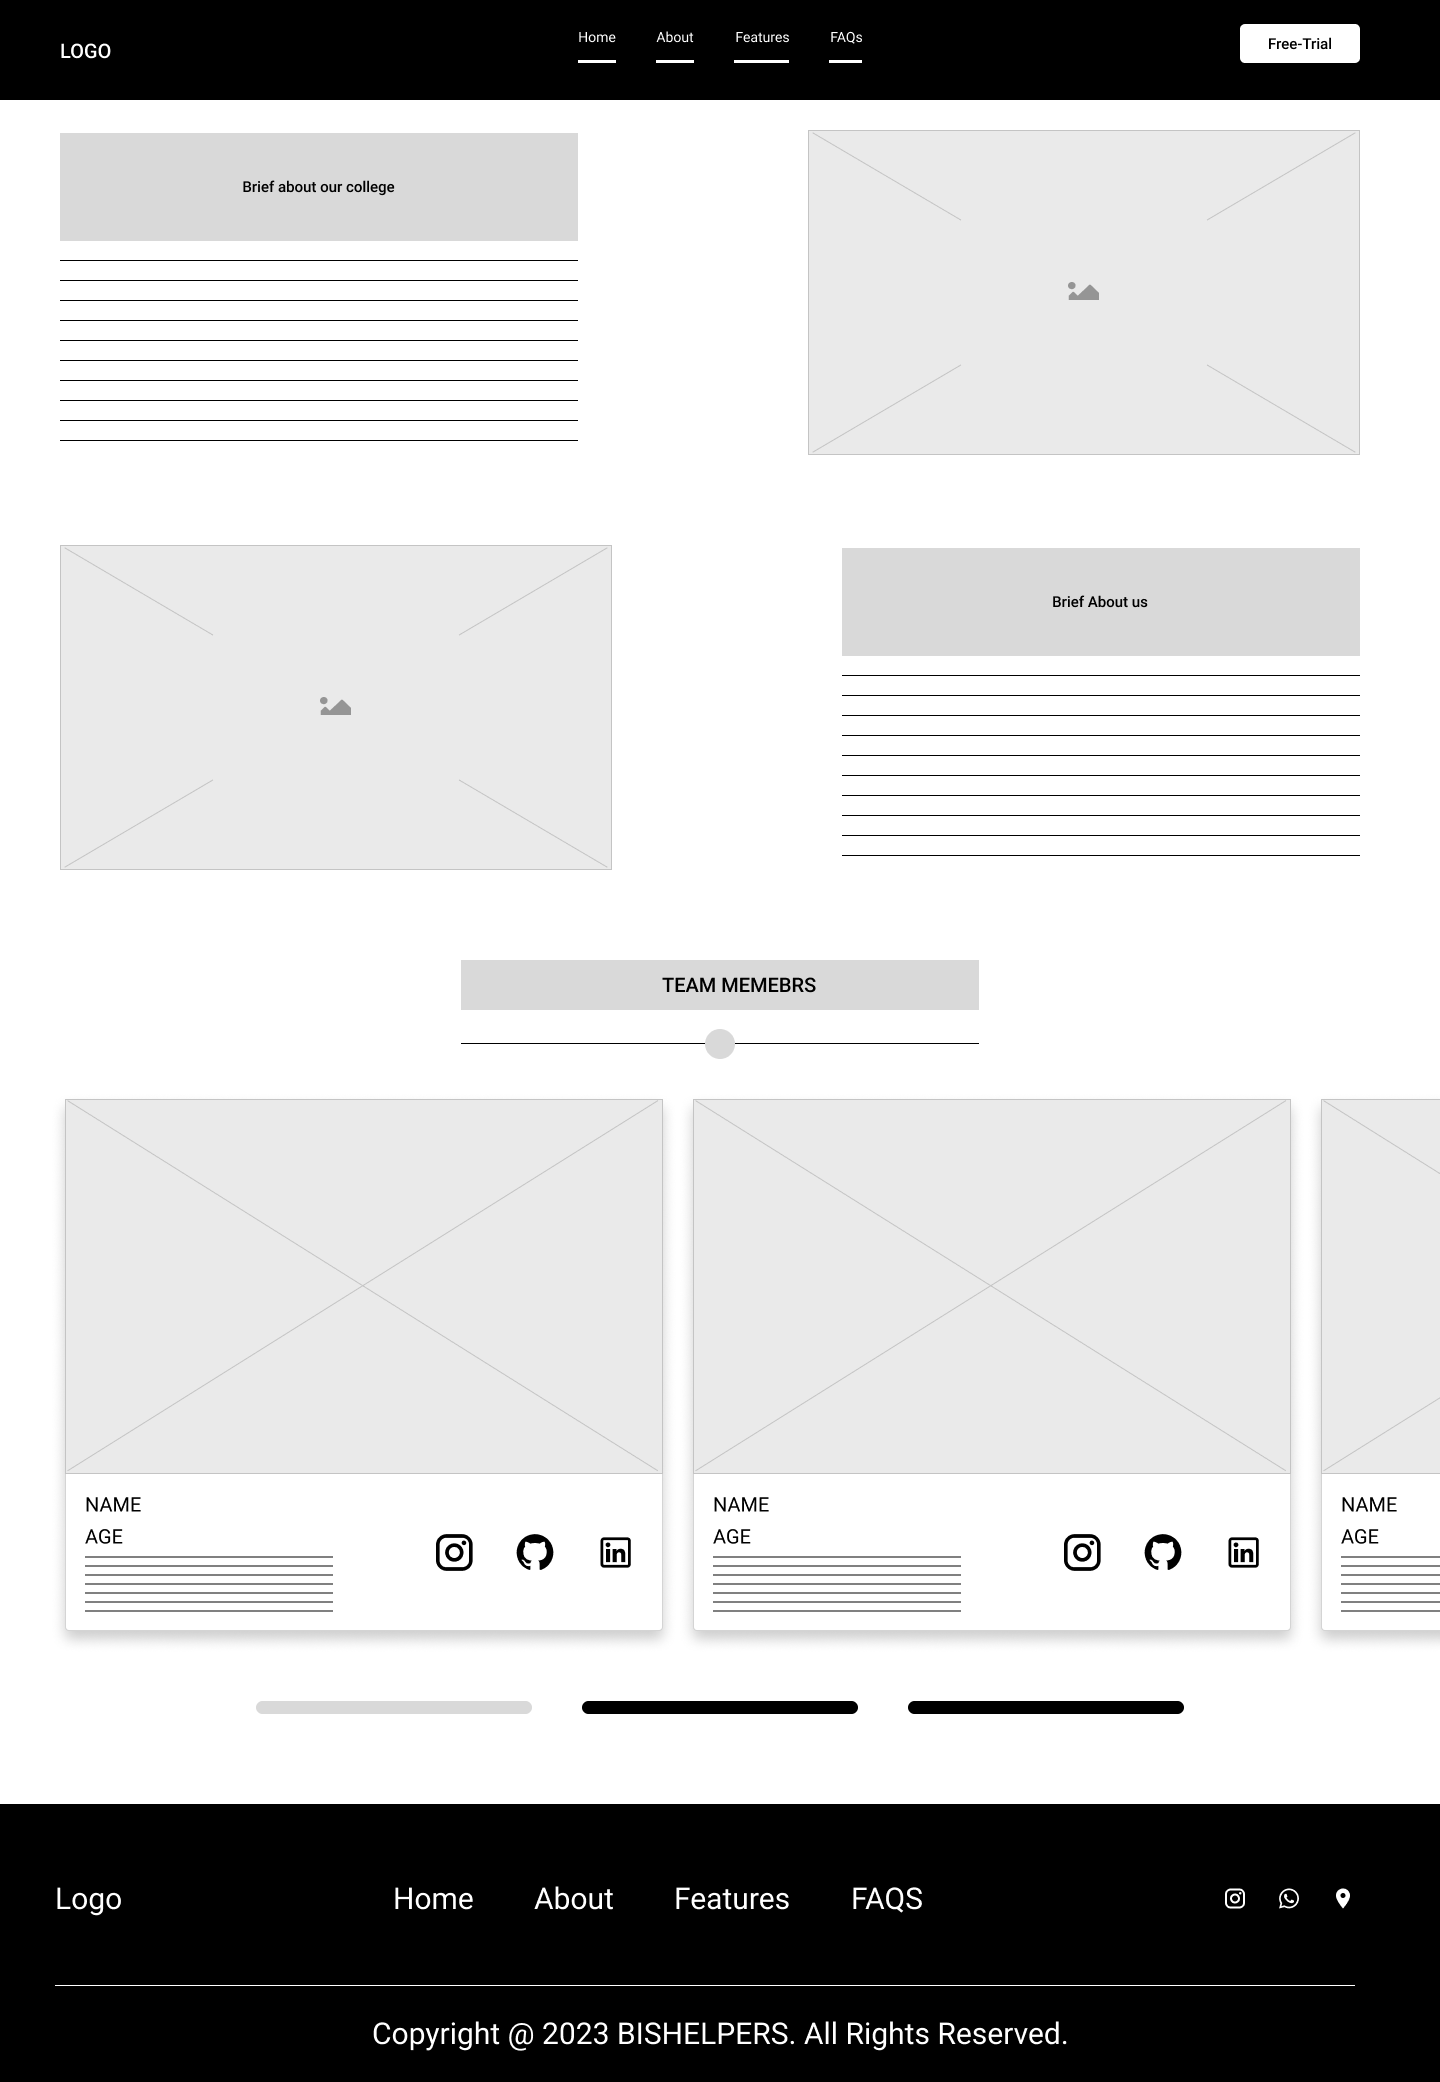 LOGO
Home About Features FAQs
Free-Trial
Brief about our college
Brief About us
TEAM MEMEBRS
NAME
AGE
NAME
AGE
NAME
AGE
Logo
Home About Features FAQS
Copyright @ 2023 BISHELPERS. All Rights Reserved.